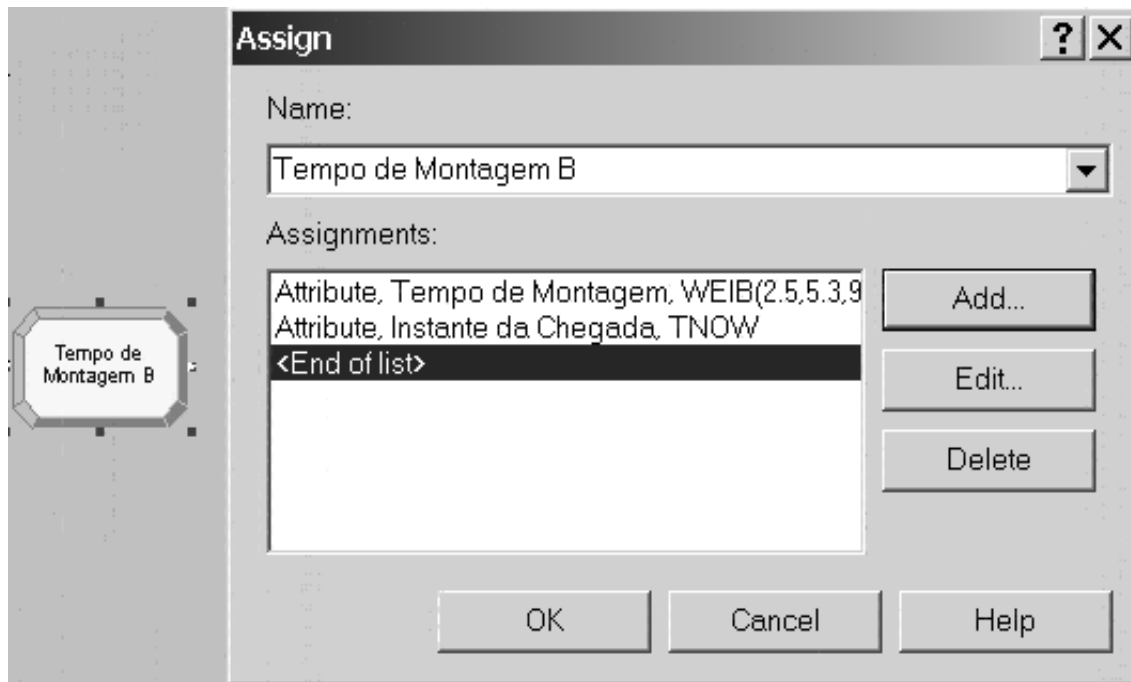 Assign
Name:
Tempo de Montagem B
Assignments:
Attribute, Tempo de Montagem, WEIB(2.5,5.3,9
Attribute, Instante da Chegada, TNOW
<End of list>
Add...
Edit...
Delete
OK
Cancel
Help
Tempo de
Montagem B